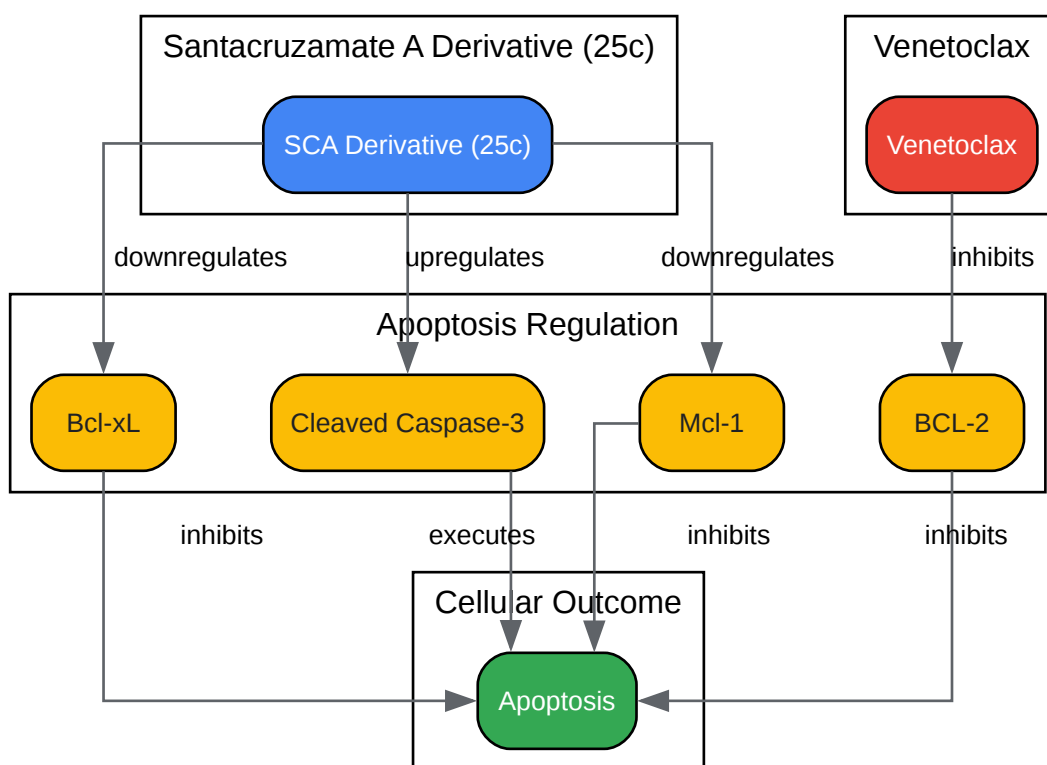 Santacruzamate A Derivative (25c)
Venetoclax
SCA Derivative (25c)
Venetoclax
downregulates
upregulates
downregulates
inhibits
Apoptosis Regulation
Bcl-xL
Cleaved Caspase-3
Mcl-1
BCL-2
inhibits
executes
inhibits
inhibits
Cellular Outcome
Apoptosis